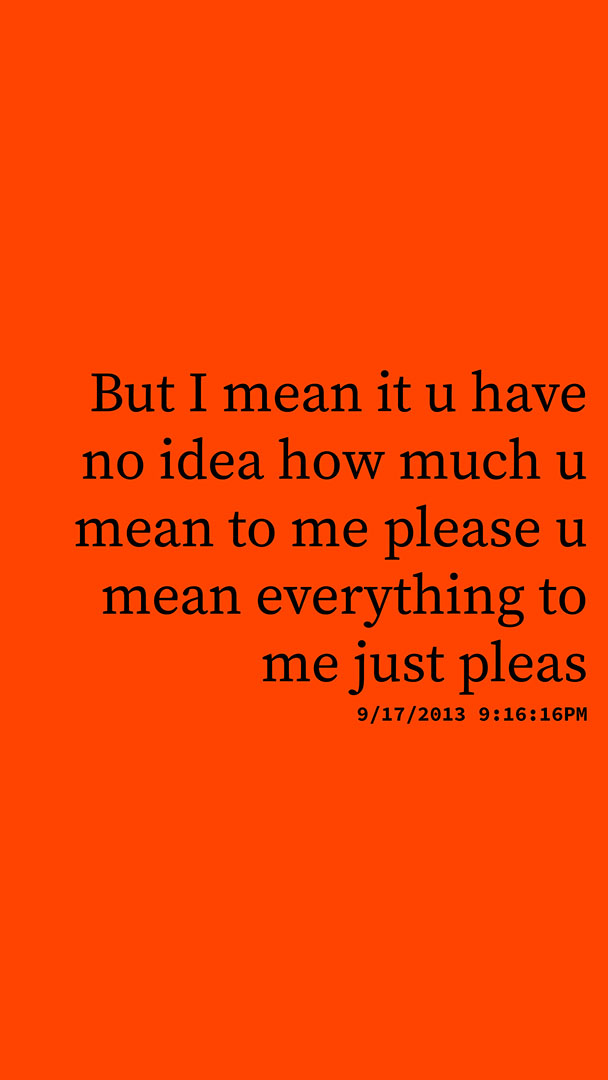 But I mean it u have
no idea how much u
mean to me please u
mean everything to
me just pleas
9/17/2013 9:16:16PM